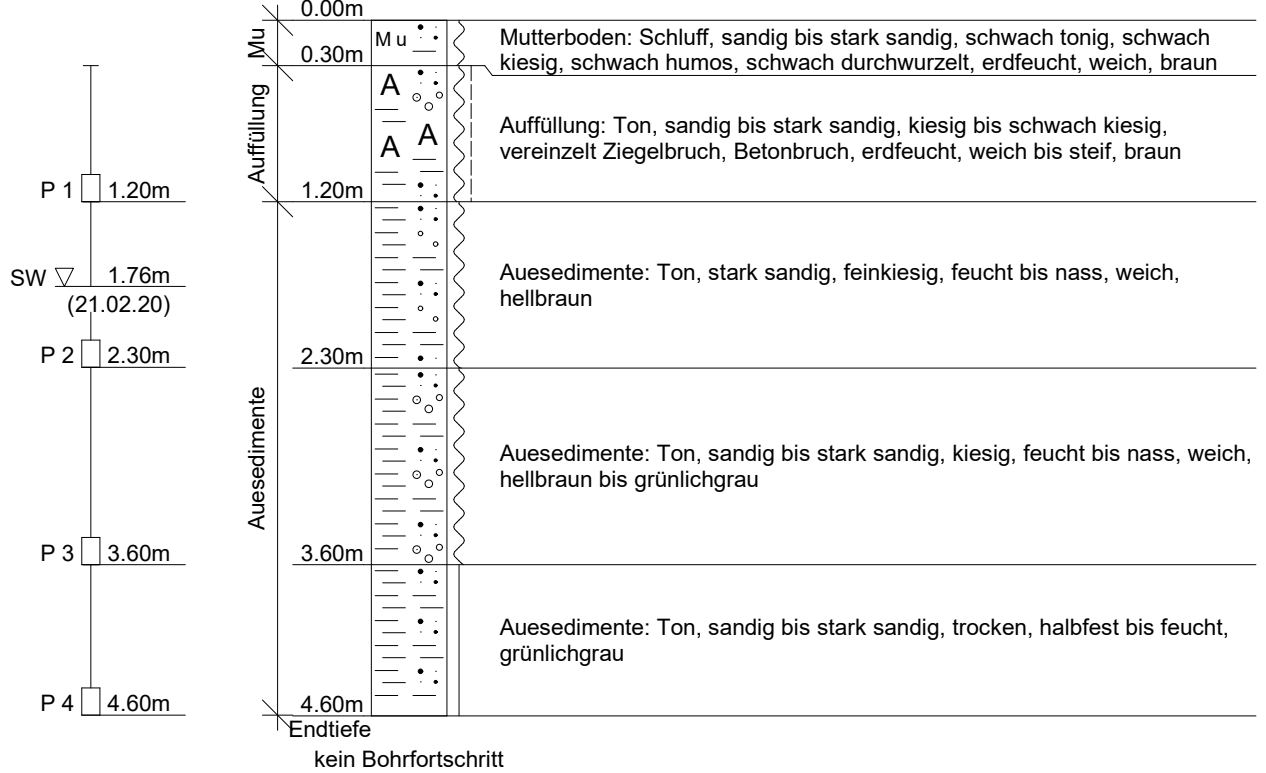 0.00m
Mu
M u
0.30m
Mutterboden: Schluff, sandig bis stark sandig, schwach tonig, schwach
kiesig, schwach humos, schwach durchwurzelt, erdfeucht, weich, braun
Auffüllung
A
A
A
Auffüllung: Ton, sandig bis stark sandig, kiesig bis schwach kiesig,
vereinzelt Ziegelbruch, Betonbruch, erdfeucht, weich bis steif, braun
P 1 1.20m
1.20m
SW 1.76m
(21.02.20)
Auesedimente: Ton, stark sandig, feinkiesig, feucht bis nass, weich,
hellbraun
P 2 2.30m
2.30m
Auesedimente
Auesedimente: Ton, sandig bis stark sandig, kiesig, feucht bis nass, weich,
hellbraun bis grünlichgrau
P 3 3.60m
3.60m
Auesedimente: Ton, sandig bis stark sandig, trocken, halbfest bis feucht,
grünlichgrau
P 4 4.60m
4.60m
Endtiefe
kein Bohrfortschritt